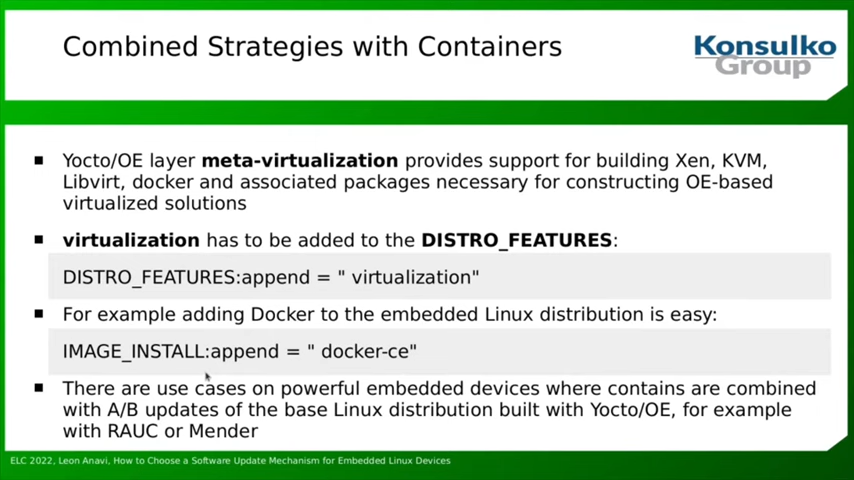 Combined Strategies with Containers
Konsulko
Group
Yocto/OE layer meta-virtualization provides support for building Xen, KVM,
Libvirt, docker and associated packages necessary for constructing OE-based
virtualized solutions
virtualization has to be added to the DISTRO_FEATURES:
DISTRO_FEATURES:append = " virtualization"
For example adding Docker to the embedded Linux distribution is easy:
IMAGE_INSTALL:append = " docker-ce"
There are use cases on powerful embedded devices where contains are combined
with A/B updates of the base Linux distribution built with Yocto/OE, for example
with RAUC or Mender
ELC 2022, Leon Anavi, How to Choose a Software Update Mechanism for Embedded Linux Devices